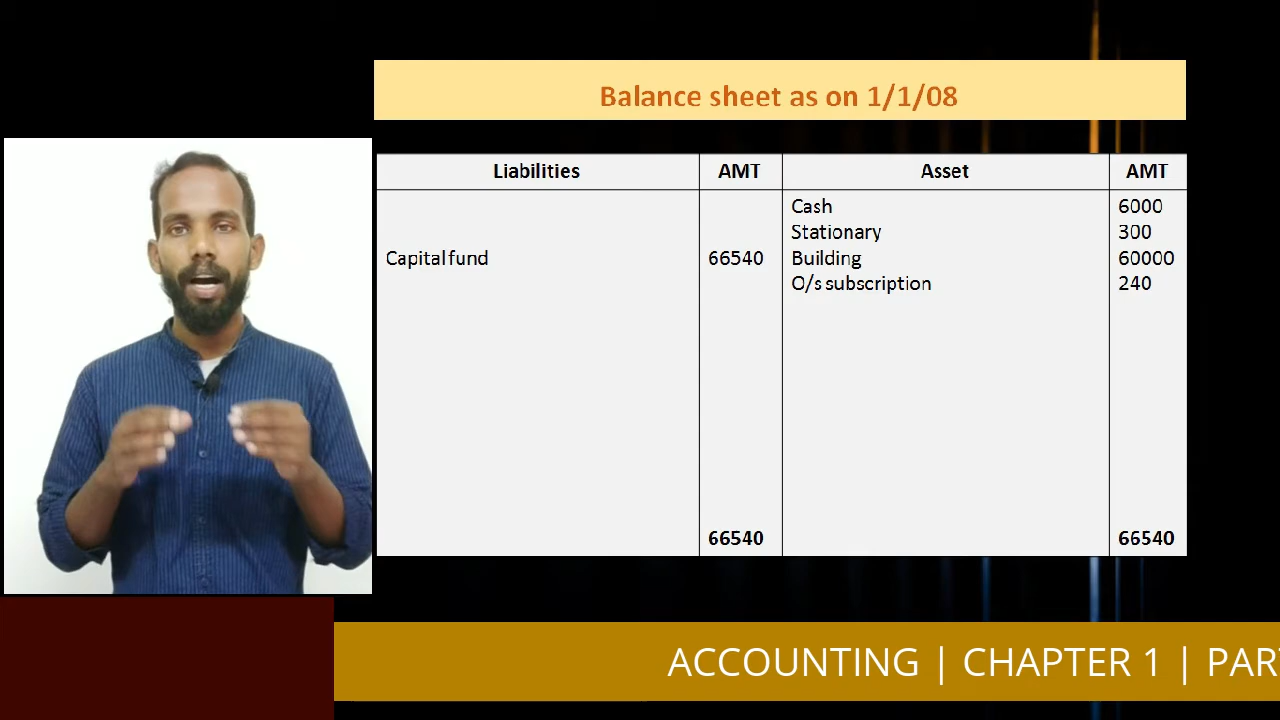 Balance sheet as on 1/1/08
Liabilities AMT Asset AMT
Cash 6000
Stationary 300
Capital fund 66540 Building 60000
O/s subscription 240
66540 66540
ACCOUNTING | CHAPTER 1 | PAR